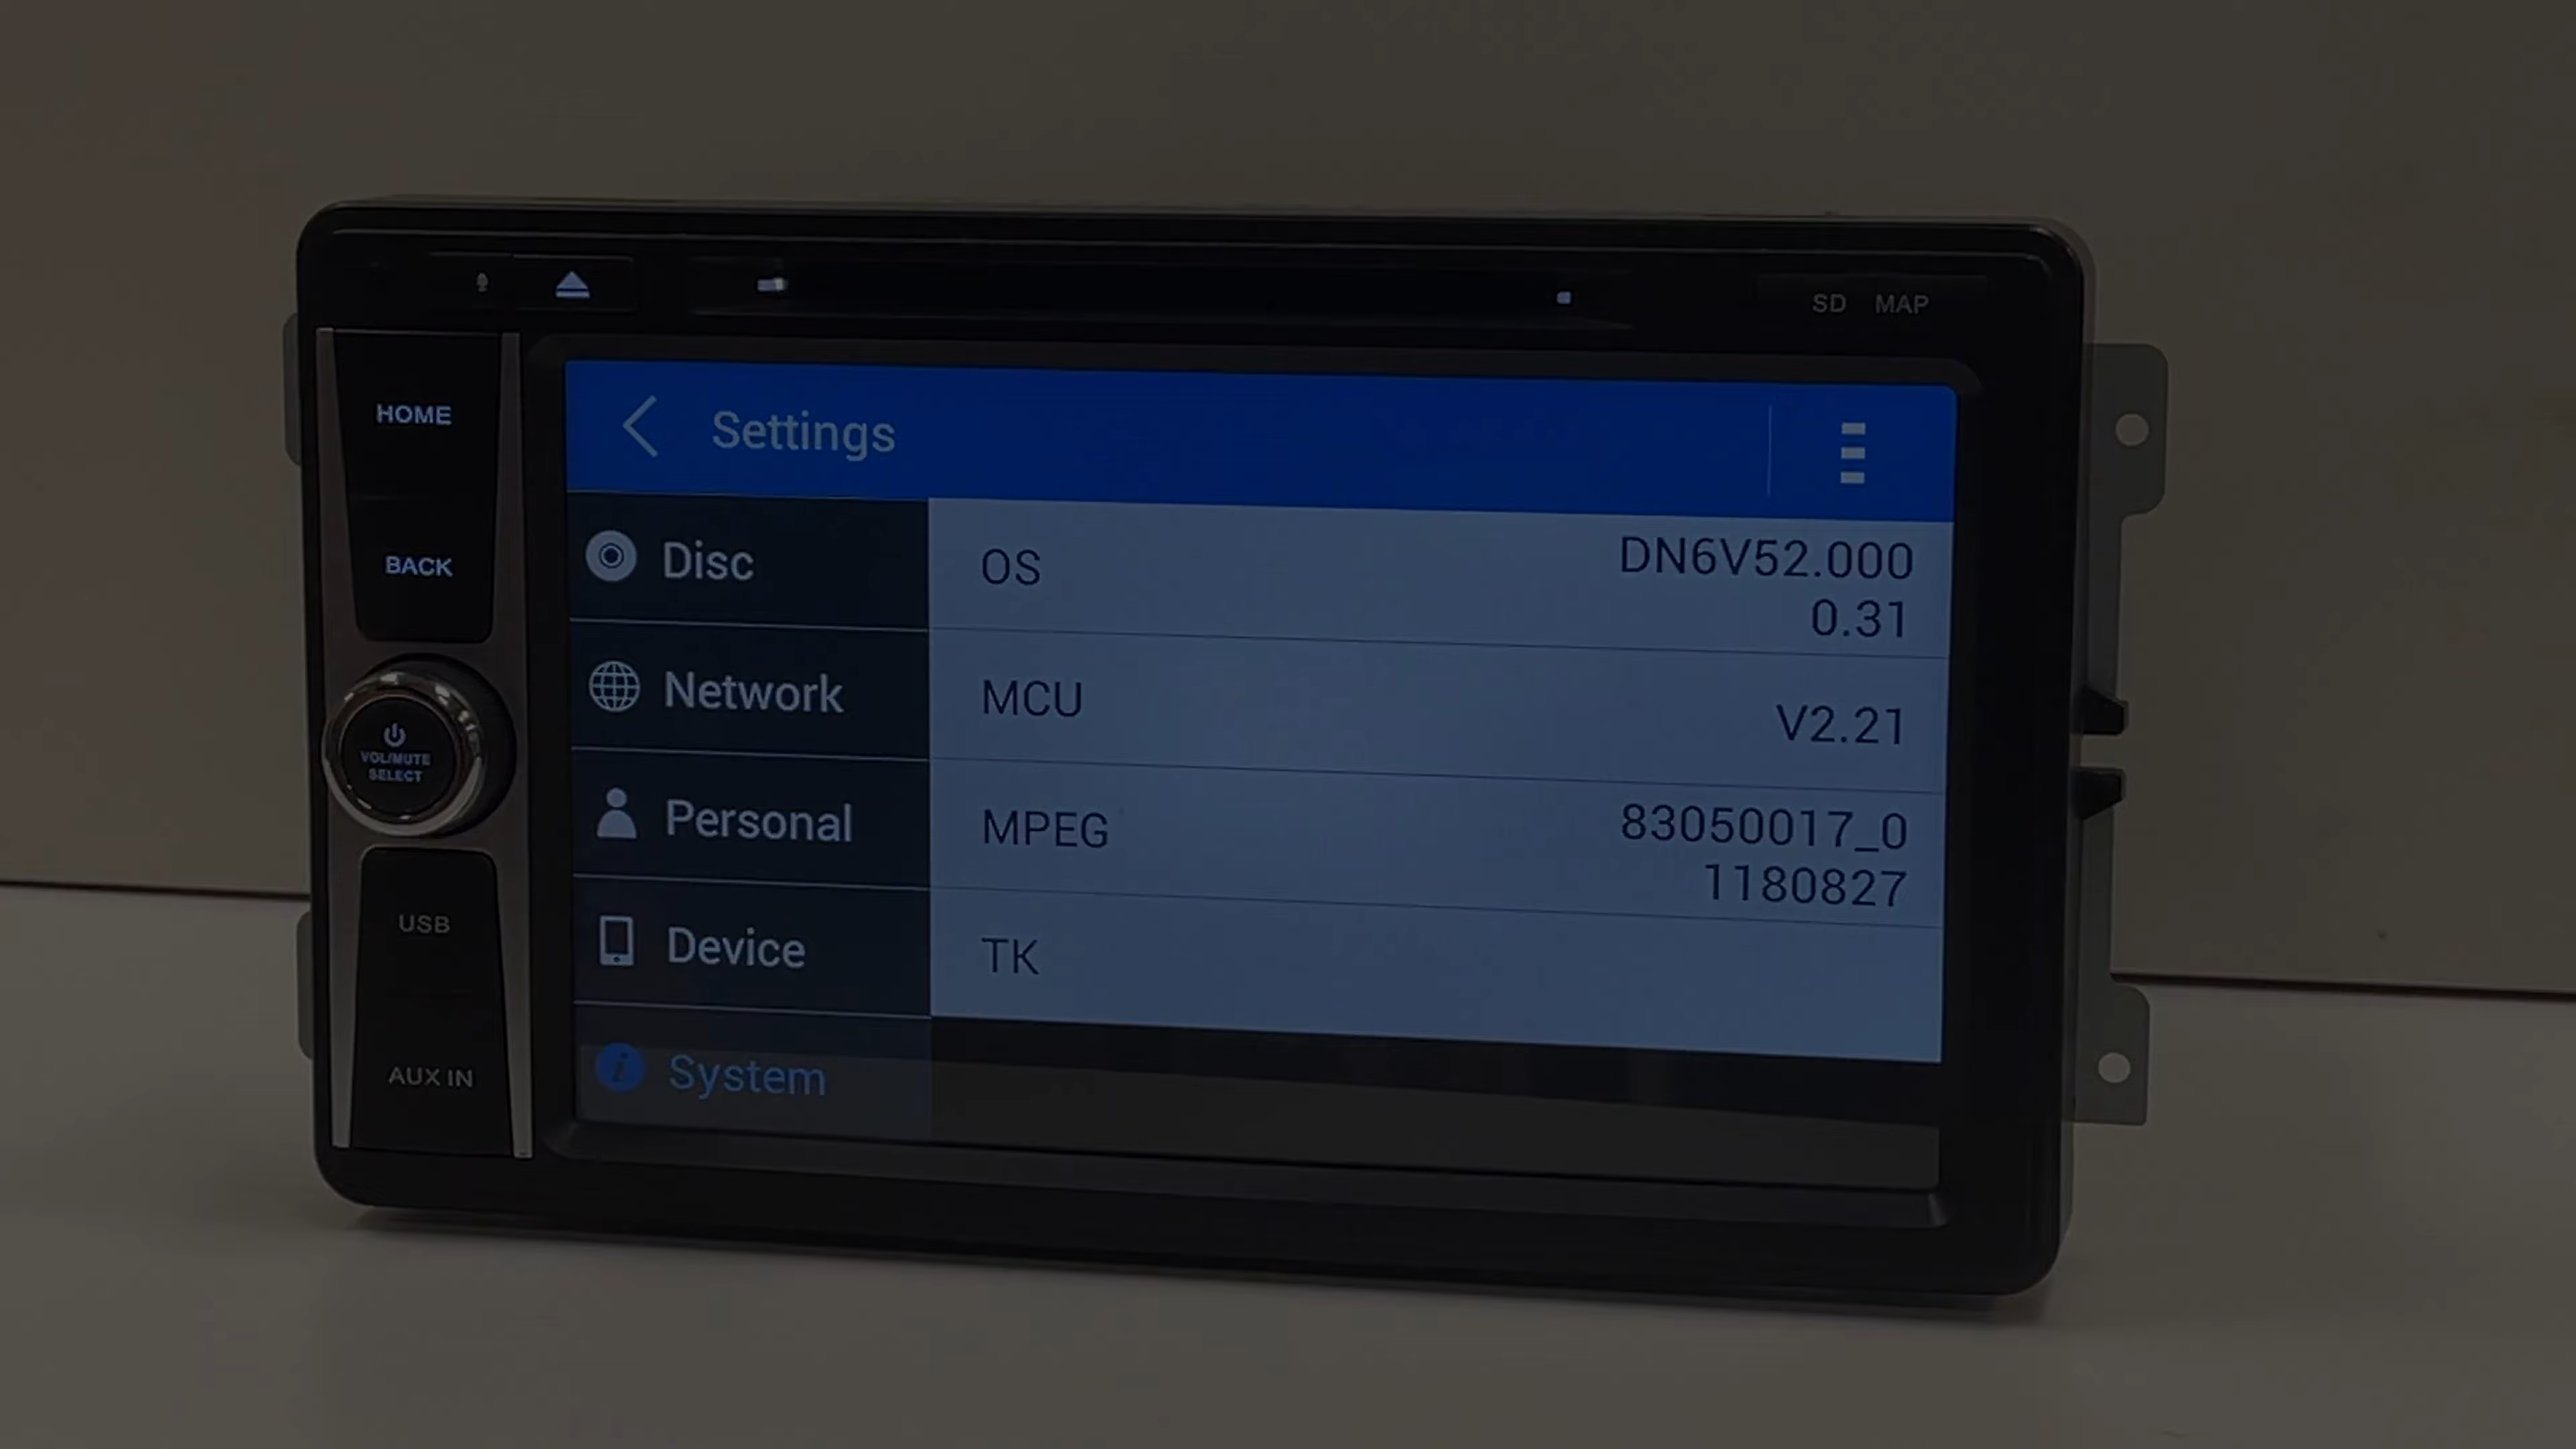 SD MAP
HOME
BACK
VOL/MUTE
SELECT
USB
AUX IN
Settings
Disc
Network
Personal
Device
System
OS
DN6V52.000
0.31
MCU
V2.21
MPEG
83050017_0
1180827
TK